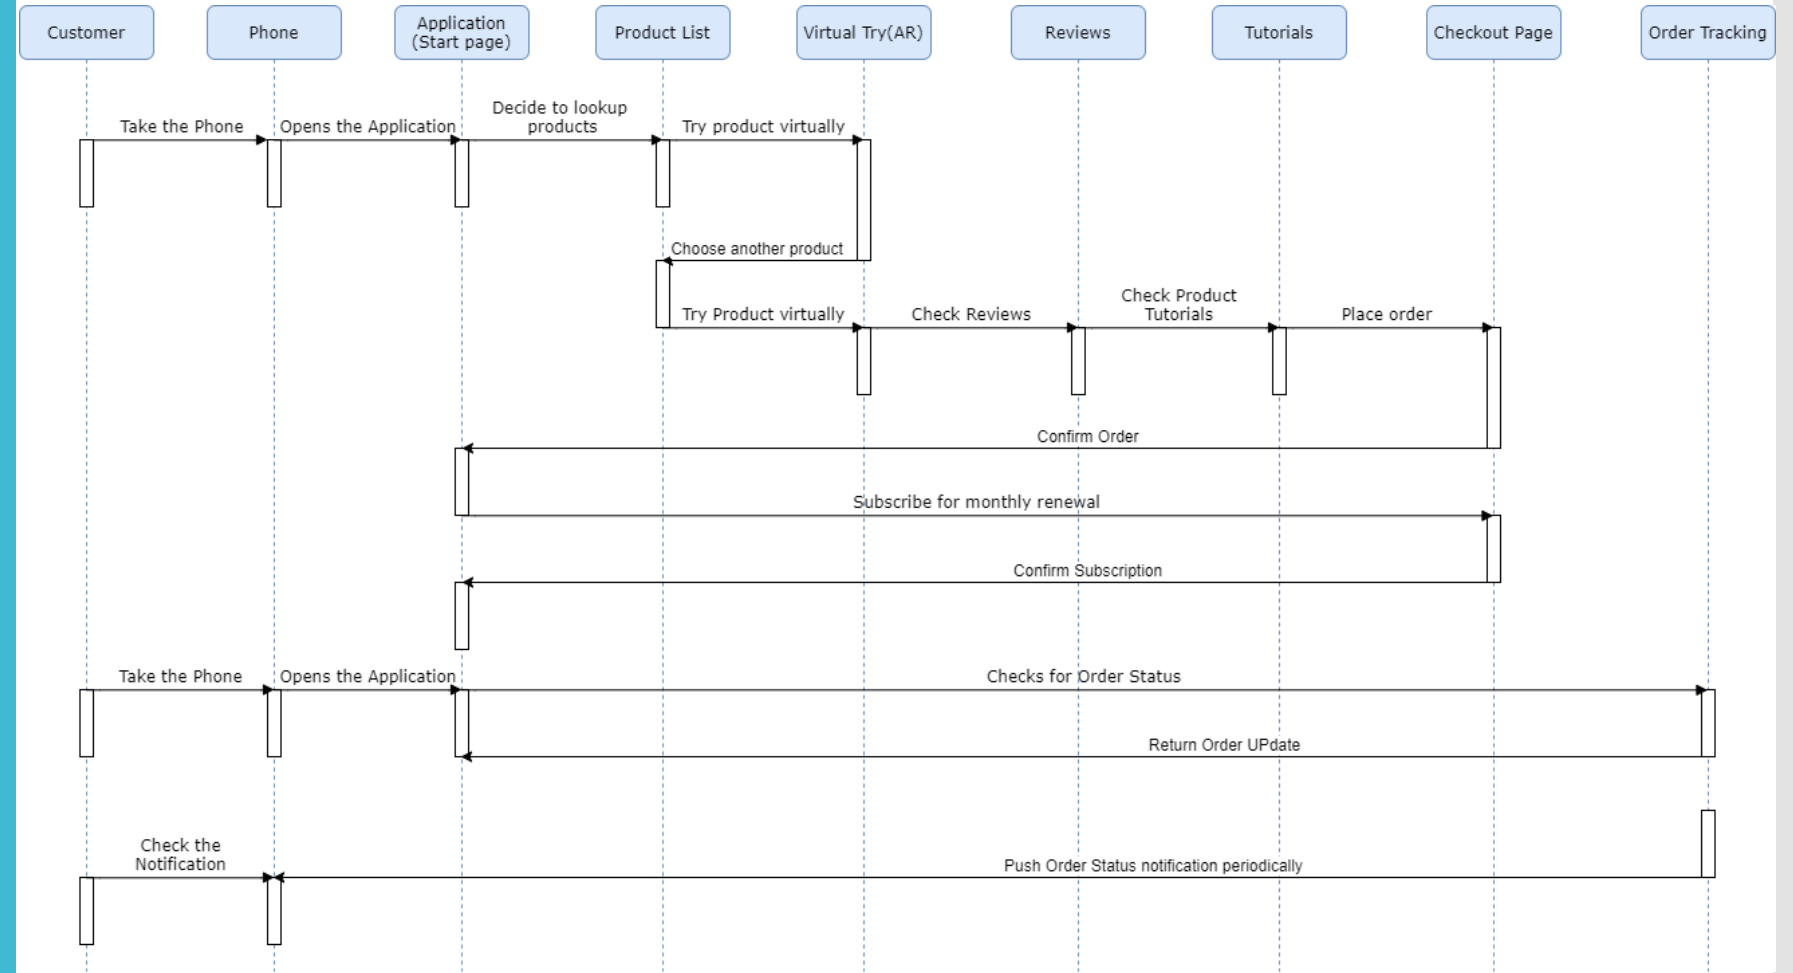 Customer
Phone
Application
(Start page)
Product List
Virtual Try(AR)
Reviews
Tutorials
Checkout Page
Order Tracking
Take the Phone
Opens the Application
Decide to lookup
products
Try product virtually
Choose another product
Try Product virtually
Check Reviews
Check Product
Tutorials
Place order
Confirm Order
Subscribe for monthly renewal
Confirm Subscription
Take the Phone
Opens the Application
Checks for Order Status
Return Order UPdate
Check the
Notification
Push Order Status notification periodically